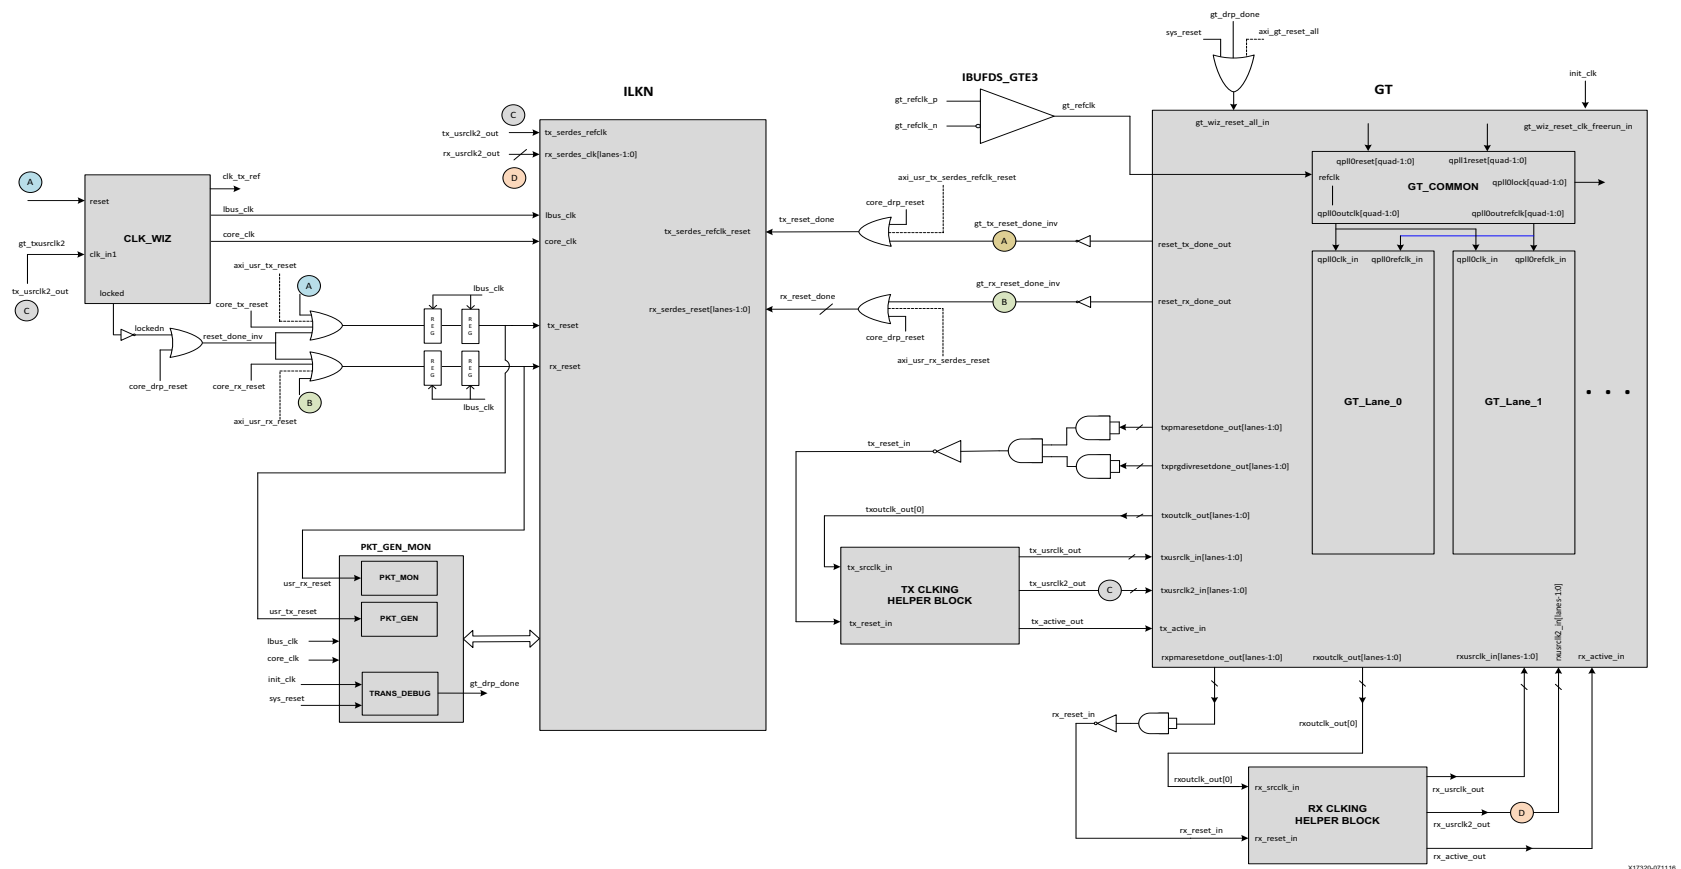 gt_drp_done
sys_reset
axi_gt_reset_all
IBUFDS_GTE3
init_clk
ILKN
GT
gt_refclk_p
gt_refclk
gt_refclk_n
C
tx_usrclk2_out
tx_serdes_refclk
rx_usrclk2_out
rx_serdes_clk[lanes-1:0]
D
gt_wiz_reset_all_in
gt_wiz_reset_clk_freerun_in
qpll0reset[quad-1:0]
qpll1reset[quad-1:0]
refclk
GT_COMMON
qpll0lock[quad-1:0]
qpll0outclk[quad-1:0]
qpll0outrefclk[quad-1:0]
A
clk_tx_ref
reset
lbus_clk
lbus_clk
CLK_WIZ
core_clk
core_clk
gt_txusrclk2
clk_in1
tx_usrclk2_out
C
locked
axi_usr_tx_serdes_refclk_reset
core_drp_reset
tx_reset_done
tx_serdes_refclk_reset
gt_tx_reset_done_inv
A
reset_tx_done_out
qpll0clk_in
qpll0refclk_in
qpll0clk_in
qpll0refclk_in
axi_usr_tx_reset
A
core_tx_reset
lbus_clk
REG
REG
tx_reset
lockedn
reset_done_inv
core_drp_reset
core_rx_reset
REG
REG
rx_reset
B
axi_usr_rx_reset
lbus_clk
rx_serdes_reset[lanes-1:0]
rx_reset_done
gt_rx_reset_done_inv
B
reset_rx_done_out
core_drp_reset
axi_usr_rx_serdes_reset
GT_Lane_0
GT_Lane_1
. . .
txpmaresetdone_out[lanes-1:0]
tx_reset_in
txprgdivresetdone_out[lanes-1:0]
txoutclk_out[0]
txoutclk_out[lanes-1:0]
PKT_GEN_MON
PKT_MON
usr_rx_reset
usr_tx_reset
PKT_GEN
lbus_clk
core_clk
init_clk
TRANS_DEBUG
gt_drp_done
sys_reset
tx_srcclk_in
TX CLKING
HELPER BLOCK
tx_reset_in
tx_usrclk_out
txusrclk_in[lanes-1:0]
tx_usrclk2_out
C
txusrclk2_in[lanes-1:0]
tx_active_out
tx_active_in
rxpmaresetdone_out[lanes-1:0]
rxoutclk_out[lanes-1:0]
rxusrclk_in[lanes-1:0]
rxusrclk2_in[lanes-1:0]
rx_active_in
rx_reset_in
rxoutclk_out[0]
rxoutclk_out[0]
rx_srcclk_in
RX CLKING
HELPER BLOCK
rx_reset_in
rx_reset_in
rx_usrclk_out
rx_usrclk2_out
D
rx_active_out
X17320-071116